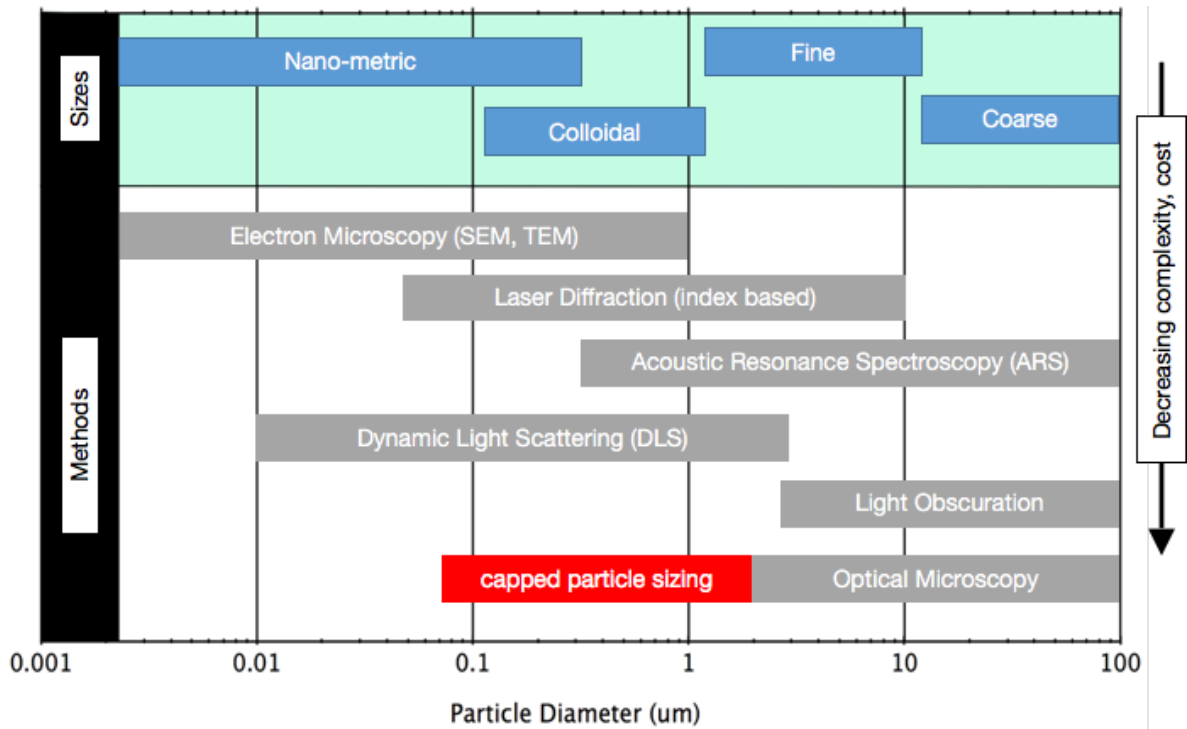 Sizes
Nano-metric
Fine
Colloidal
Coarse
Methods
Electron Microscopy (SEM, TEM)
Laser Diffraction (index based)
Acoustic Resonance Spectroscopy (ARS)
Dynamic Light Scattering (DLS)
Light Obscuration
capped particle sizing
Optical Microscopy
Decreasing complexity, cost
0.001 0.01 0.1 1 10 100
Particle Diameter (um)